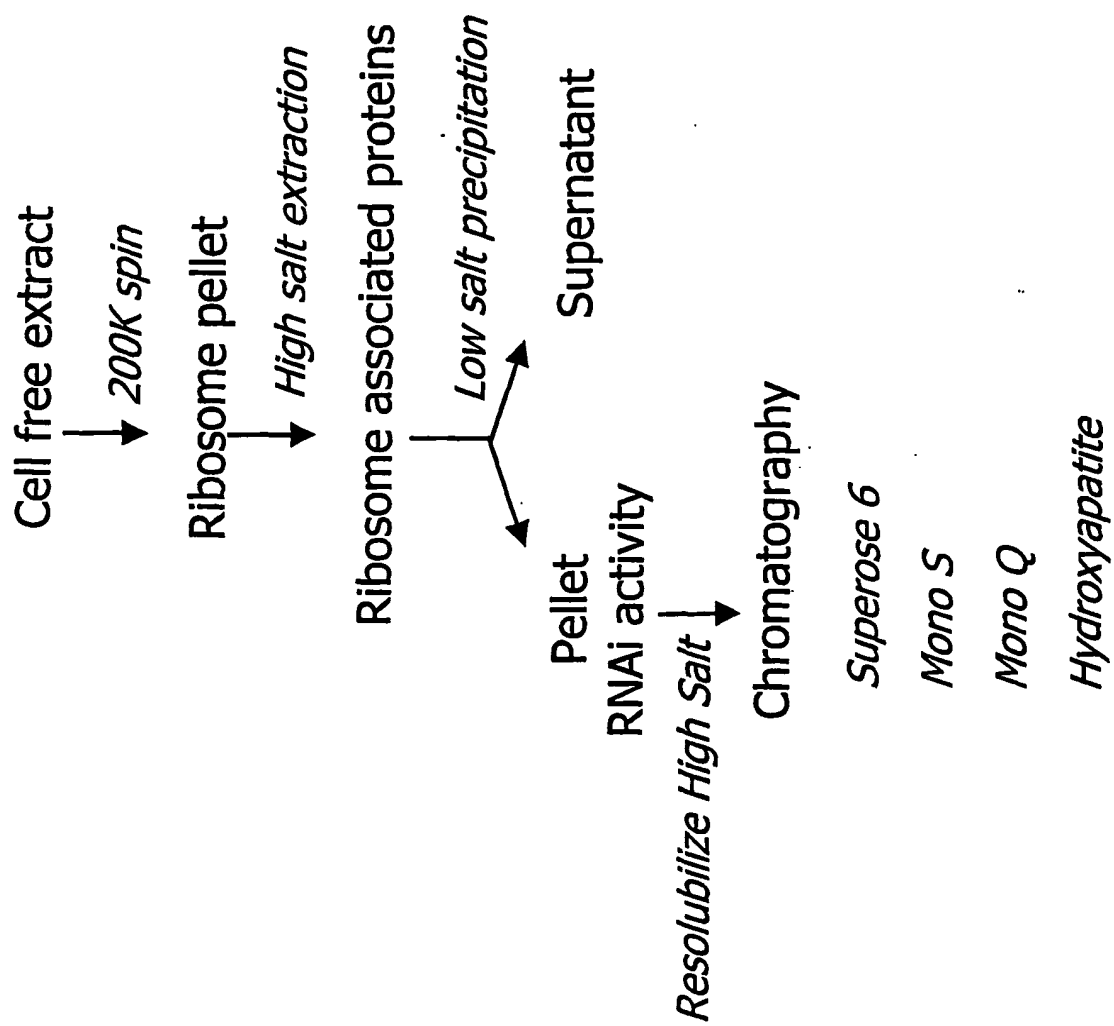 Cell free extract
200K spin
Ribosome pellet
High salt extraction
Ribosome associated proteins
Low salt precipitation
Pellet
RNAi activity
Supernatant
Resolubilize High Salt
Chromatography
Superose 6
Mono S
Mono Q
Hydroxyapatite